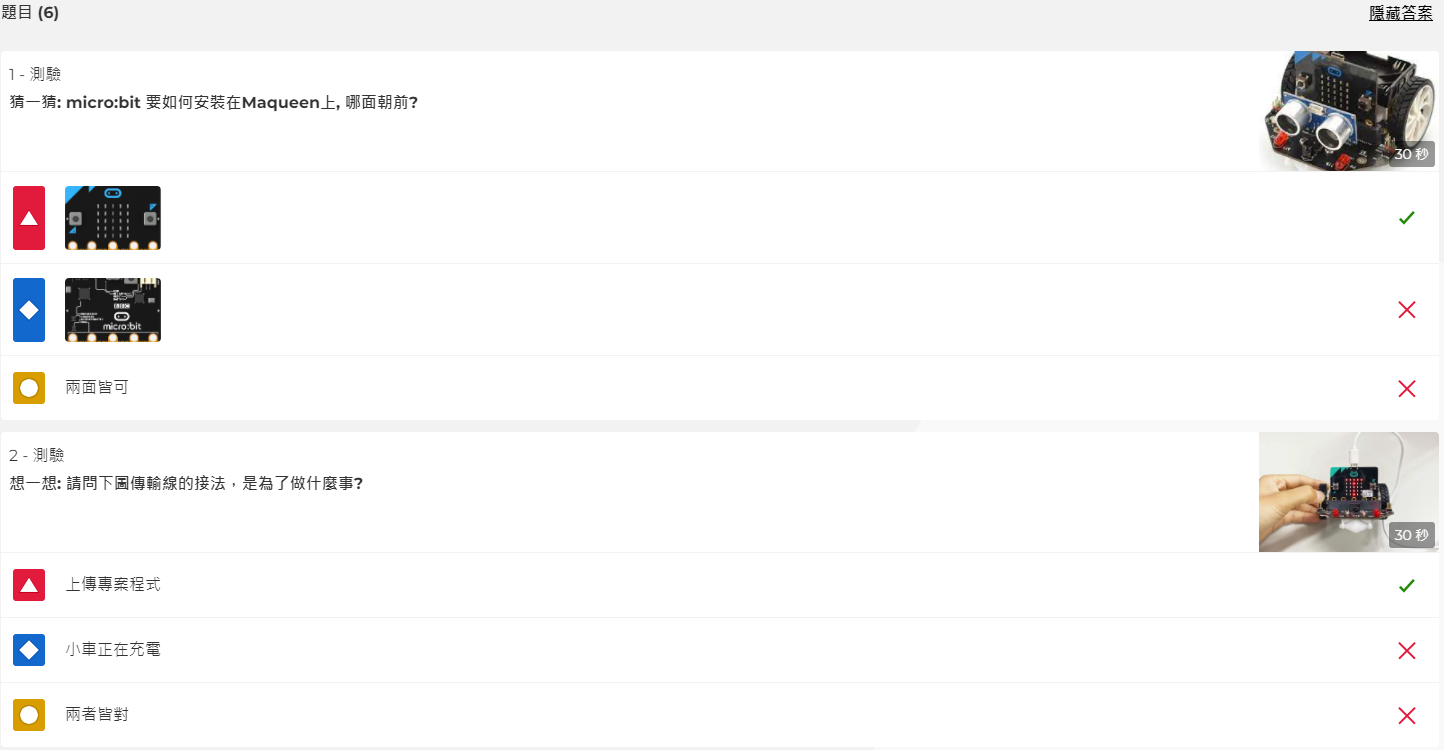 題目 (6)
隱藏答案
1 - 測驗
猜一猜: micro:bit 要如何安裝在Maqueen上, 哪面朝前?
30 秒
micro:bit
兩面皆可
2 - 測驗
想一想: 請問下圖傳輸線的接法，是為了做什麼事?
30 秒
上傳專案程式
小車正在充電
兩者皆對